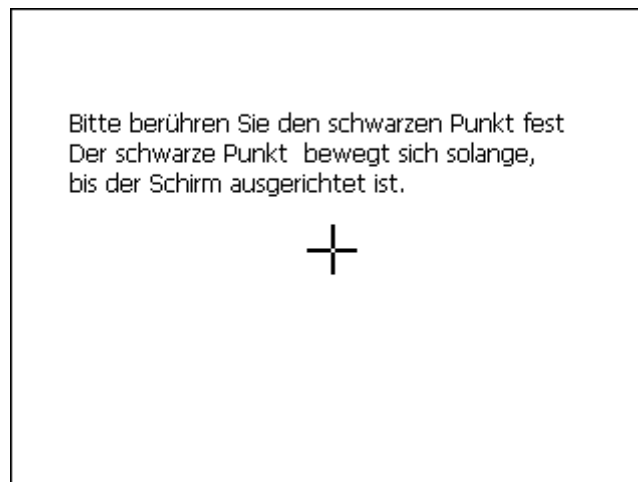 Bitte berühren Sie den schwarzen Punkt fest
Der schwarze Punkt  bewegt sich solange,
bis der Schirm ausgerichtet ist.